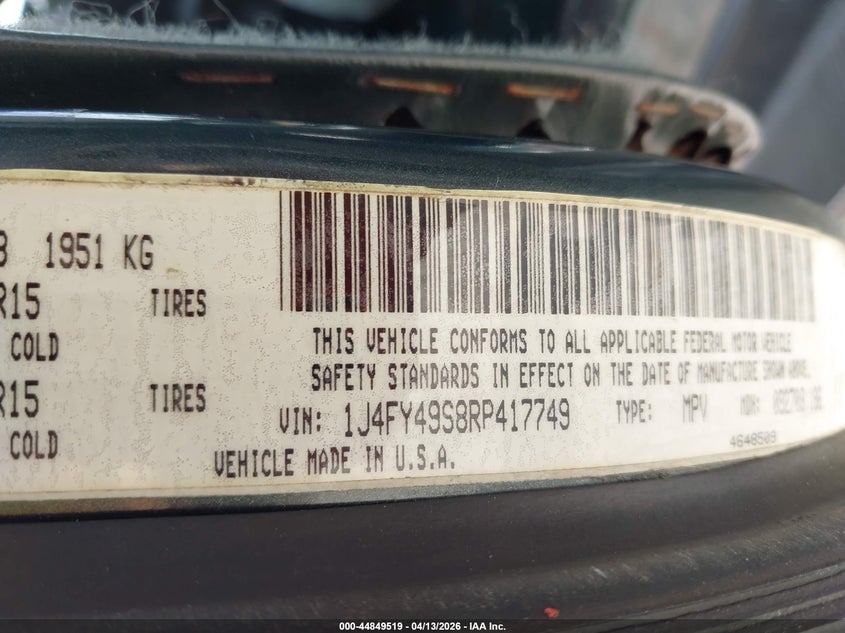 1951 KG
R15 TIRES
COLD
R15 TIRES
COLD
THIS VEHICLE CONFORMS TO ALL APPLICABLE FEDERAL MOTOR VEHICLE
SAFETY STANDARDS IN EFFECT ON THE DATE OF MANUFACTURE SHOWN ABOVE.
VIN: 1J4FY49S8RP417749 TYPE: MPV MDH:
4648509
VEHICLE MADE IN U.S.A.
000-44849519 - 04/13/2026 - IAA Inc.